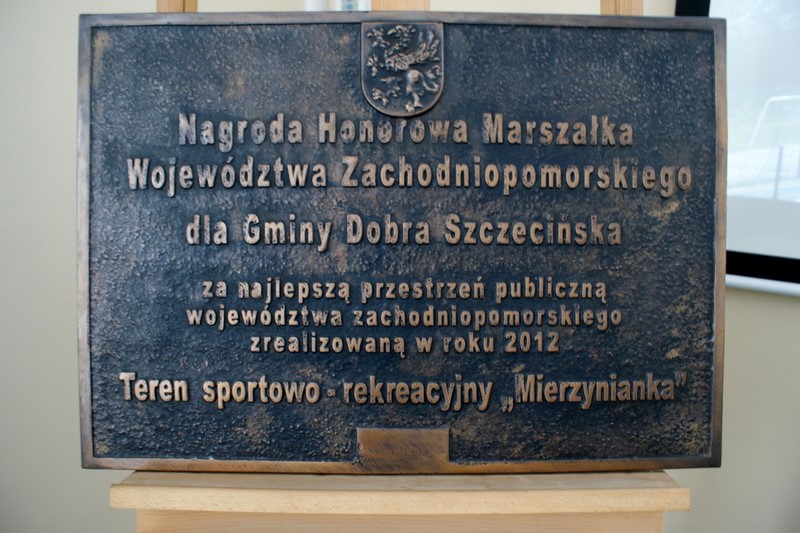 Nagroda Honorowa Marszałka
Województwa Zachodniopomorskiego
dla Gminy Dobra Szczecińska
za najlepszą przestrzeń publiczną
województwa zachodniopomorskiego
zrealizowaną w roku 2012
Teren sportowo - rekreacyjny „Mierzynianka”